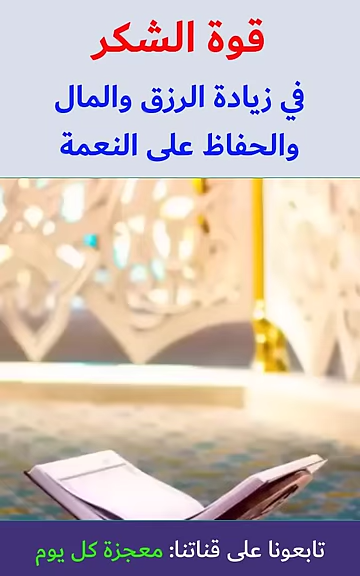 قوة الشكر
في زيادة الرزق والمال
والحفاظ على النعمة
تابعونا على قناتنا: معجزة كل يوم